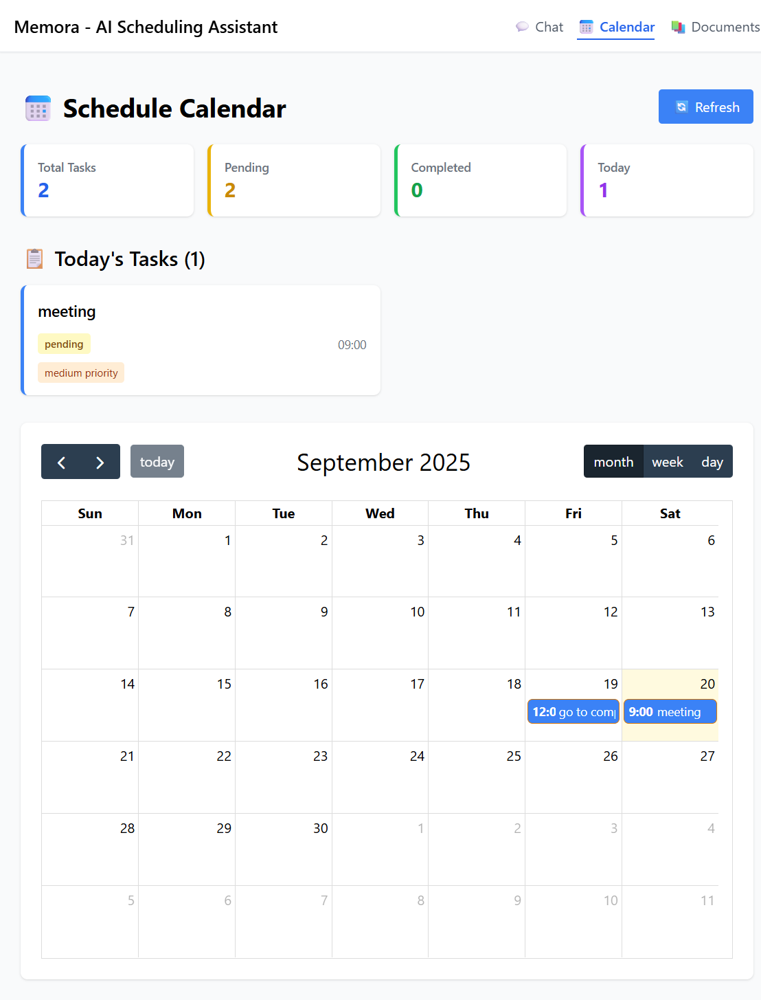 Memora - AI Scheduling Assistant
Chat
Calendar
Documents
Schedule Calendar
Refresh
Total Tasks
2
Pending
2
Completed
0
Today
1
Today's Tasks (1)
meeting
pending
09:00
medium priority
today
September 2025
month week day
Sun Mon Tue Wed Thu Fri Sat
31 1 2 3 4 5 6
7 8 9 10 11 12 13
14 15 16 17 18 19 20
12:0 go to com 9:00 meeting
21 22 23 24 25 26 27
28 29 30 1 2 3 4
5 6 7 8 9 10 11